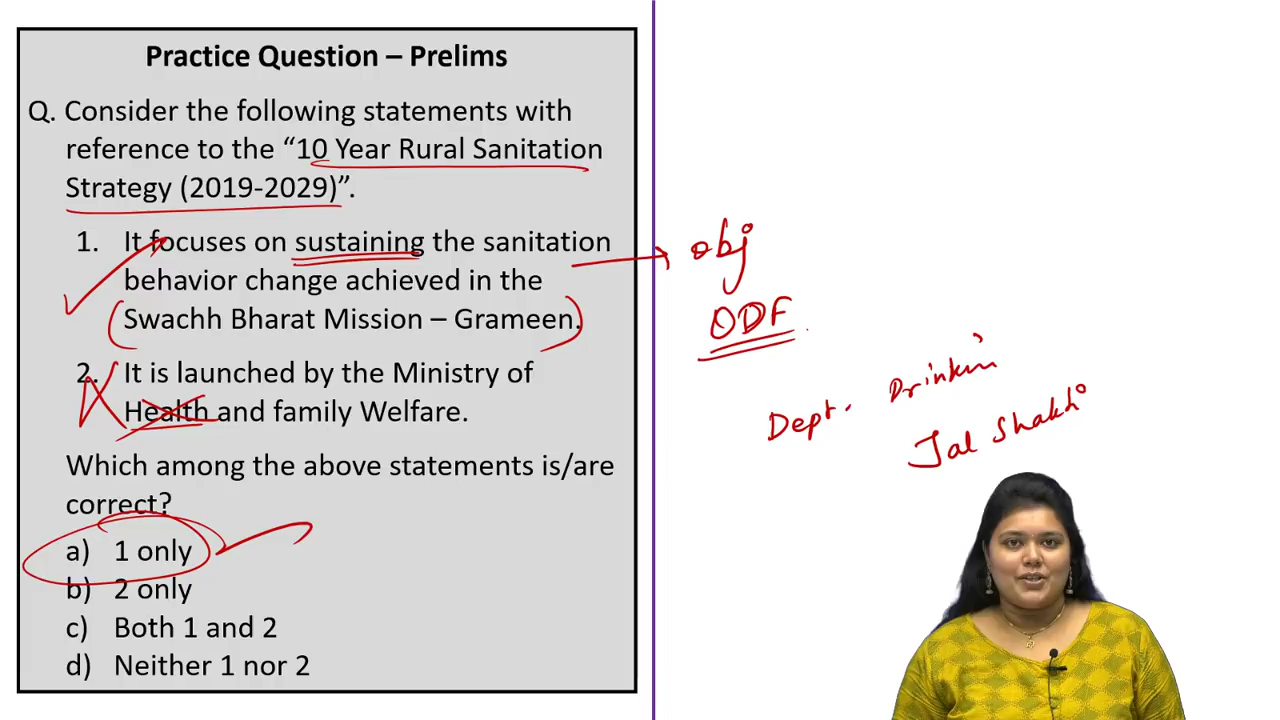 Practice Question – Prelims
Q. Consider the following statements with
reference to the “10 Year Rural Sanitation
Strategy (2019-2029)”.
1. It focuses on sustaining the sanitation
behavior change achieved in the
Swachh Bharat Mission – Grameen.
2. It is launched by the Ministry of
Health and family Welfare.
Which among the above statements is/are
correct?
a) 1 only
b) 2 only
c) Both 1 and 2
d) Neither 1 nor 2
obj
ODF
Dept. Drinkin
Jal Shakhi